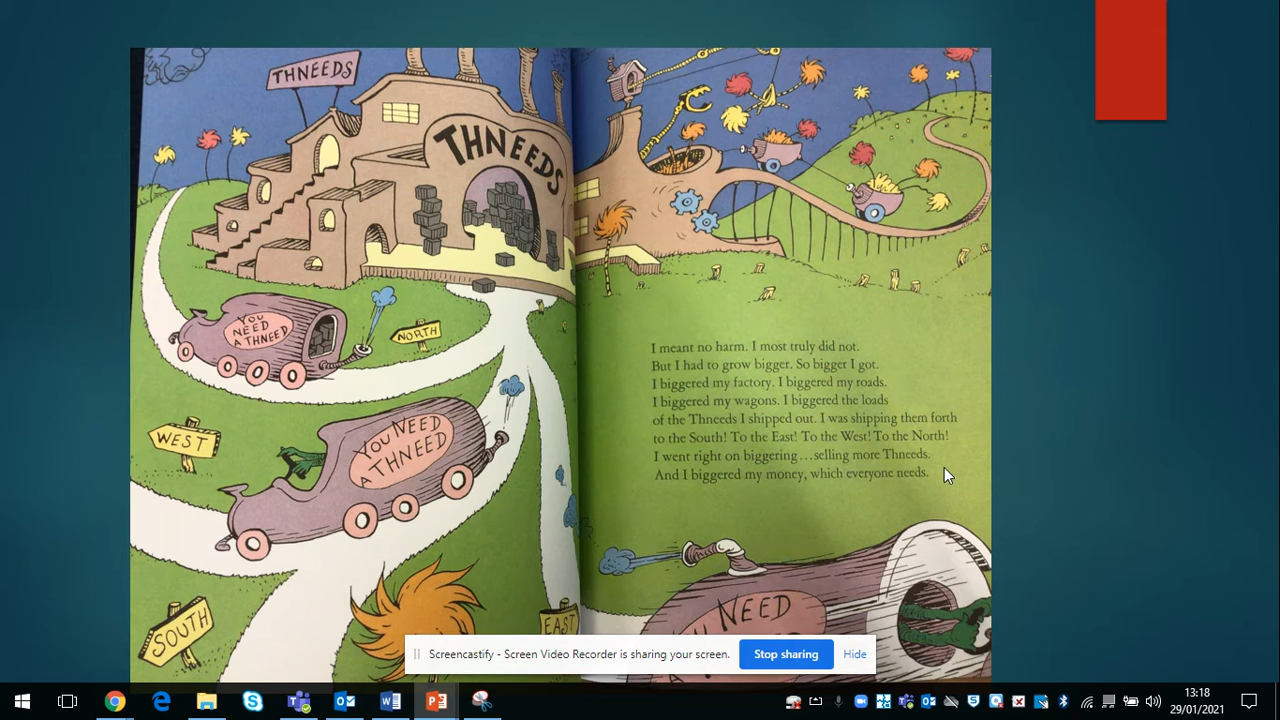 THNEEDS
THNEEDS
YOU
NEED
A THNEED
NORTH
WEST
YOU NEED
A THNEED
SOUTH
EAST
I meant no harm. I most truly did not.
But I had to grow bigger. So bigger I got.
I biggered my factory. I biggered my roads.
I biggered my wagons. I biggered the loads
of the Thneeds I shipped out. I was shipping them forth
to the South! To the East! To the West! To the North!
I went right on biggering...selling more Thneeds.
And I biggered my money, which everyone needs.
NEED
Screencastify - Screen Video Recorder is sharing your screen.
Stop sharing
Hide
13:18
29/01/2021